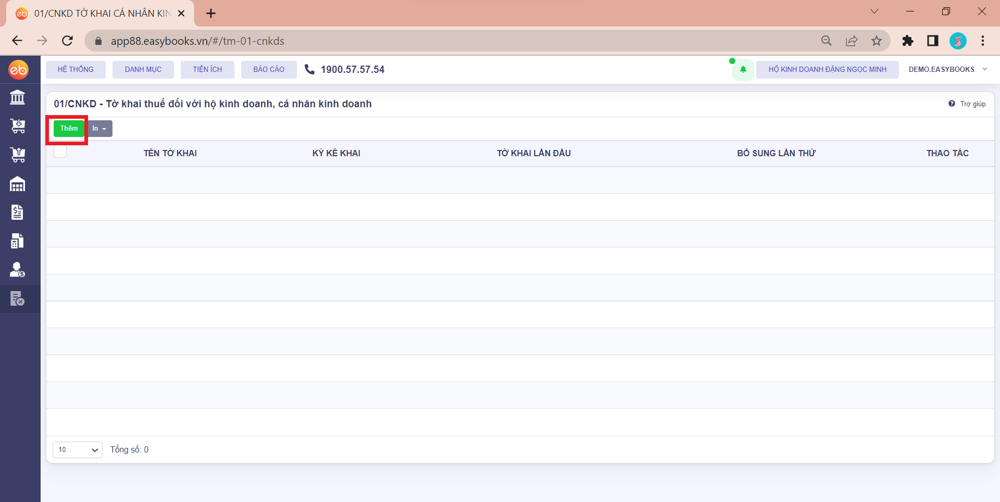 01/CNKD TỜ KHAI CÁ NHÂN KIN
app88.easybooks.vn/#/tm-01-cnkds
eb
HỆ THỐNG
DANH MỤC
TIỆN ÍCH
BÁO CÁO
1900.57.57.54
HỘ KINH DOANH ĐẶNG NGỌC MINH
DEMO.EASYBOOKS
01/CNKD - Tờ khai thuế đối với hộ kinh doanh, cá nhân kinh doanh
Trợ giúp
Thêm
In
TÊN TỜ KHAI
KỲ KÊ KHAI
TỜ KHAI LẦN ĐẦU
BỔ SUNG LẦN THỨ
THAO TÁC
10
Tổng số: 0